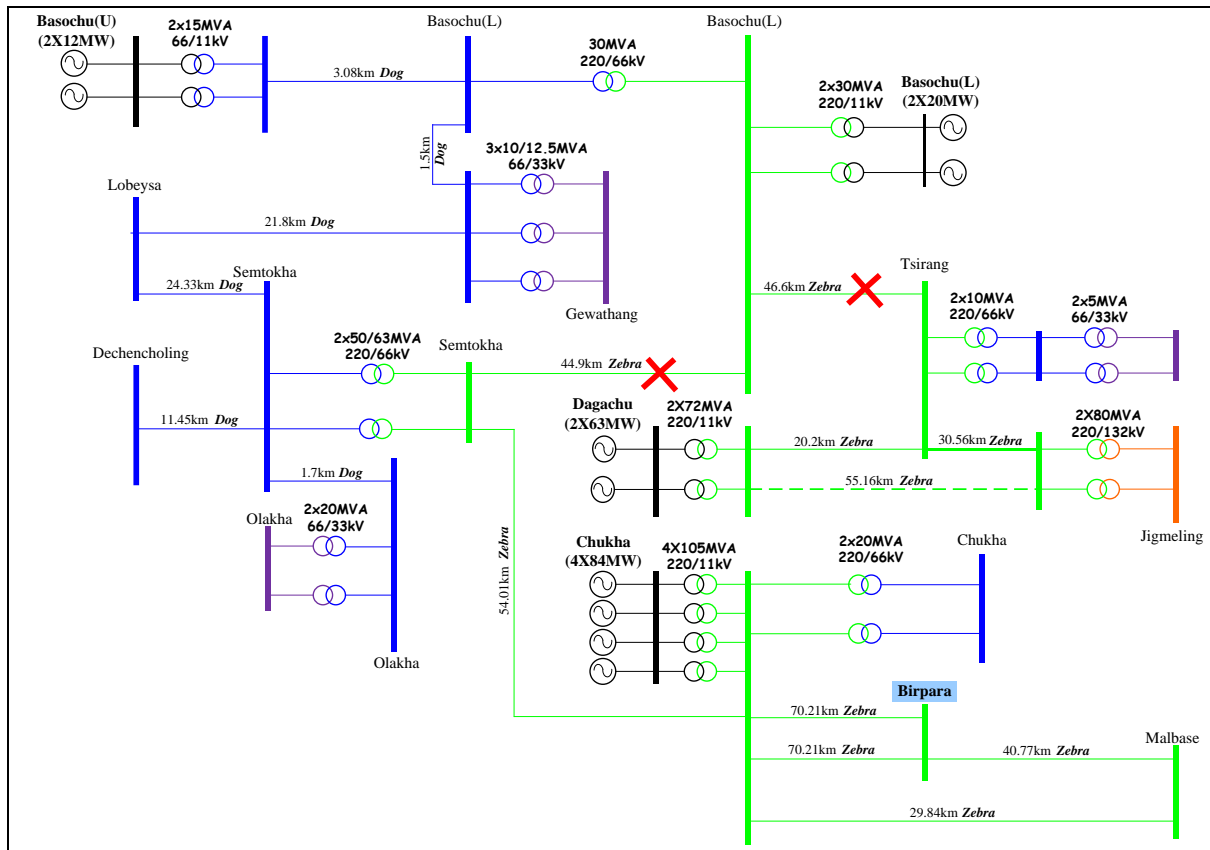 Basochu(U)
(2X12MW)
2x15MVA
66/11kV
Basochu(L)
30MVA
220/66kV
Basochu(L)
3.08km Dog
2x30MVA
220/11kV
Basochu(L)
(2X20MW)
1.5km Dog
3x10/12.5MVA
66/33kV
Lobeysa
21.8km Dog
Gewathang
24.33km Dog
Semtokha
46.6km Zebra
Tsirang
2x10MVA
220/66kV
2x5MVA
66/33kV
Dechencholing
2x50/63MVA
220/66kV
Semtokha
44.9km Zebra
11.45km Dog
Dagachu
(2X63MW)
2X72MVA
220/11kV
20.2km Zebra
30.56km Zebra
2X80MVA
220/132kV
55.16km Zebra
Jigmeling
1.7km Dog
2x20MVA
66/33kV
Olakha
Olakha
54.01km Zebra
Chukha
(4X84MW)
4X105MVA
220/11kV
2x20MVA
220/66kV
Chukha
Birpara
70.21km Zebra
70.21km Zebra
40.77km Zebra
Malbase
29.84km Zebra